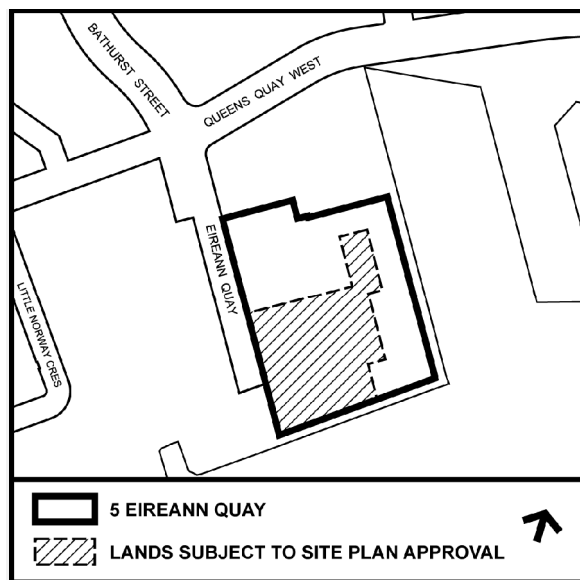 BATHURST STREET
QUEENS QUAY WEST
EIREANN QUAY
LITTLE NORWAY CRES
5 EIREANN QUAY
LANDS SUBJECT TO SITE PLAN APPROVAL